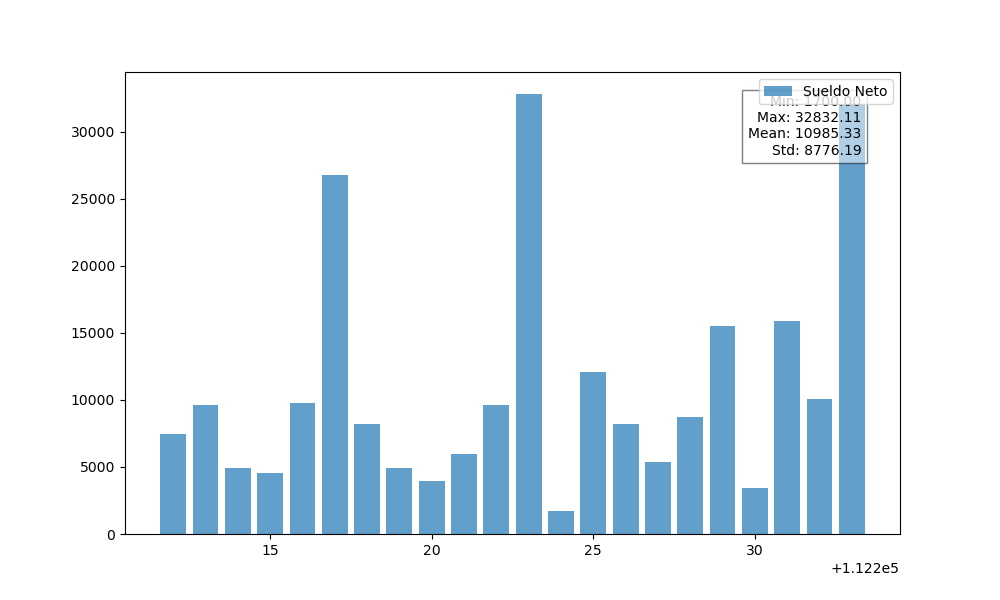 Sueldo Neto
Min: 1700.00
Max: 32832.11
Mean: 10985.33
Std: 8776.19
30000
25000
20000
15000
10000
5000
0
15
20
25
30
+1.122e5